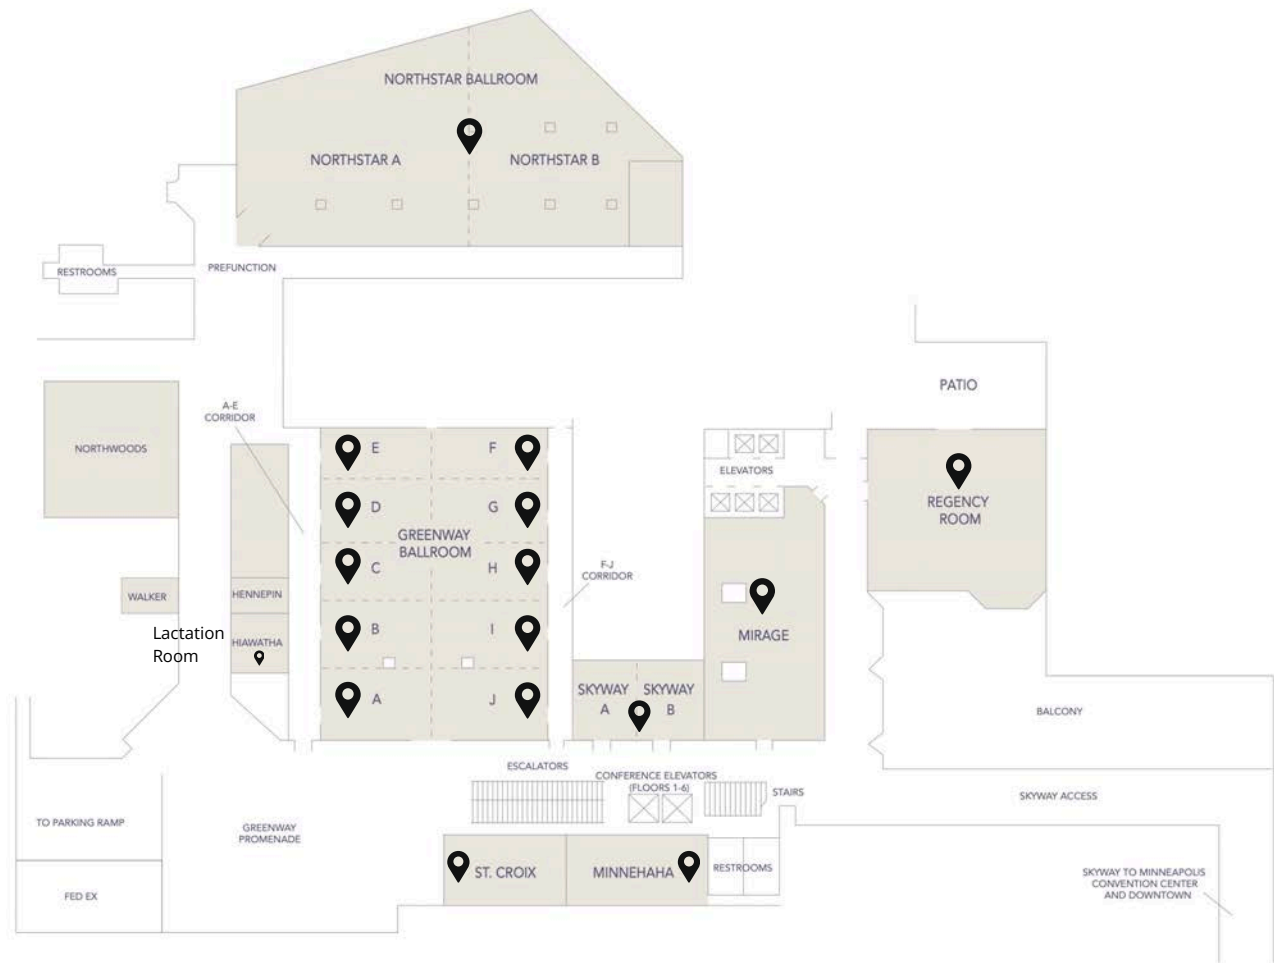 NORTHSTAR BALLROOM
NORTHSTAR A
NORTHSTAR B
RESTROOMS
PREFUNCTION
PATIO
A-E
CORRIDOR
NORTHWOODS
E
F
ELEVATORS
REGENCY
ROOM
D
G
GREENWAY
BALLROOM
C
H
F-J
CORRIDOR
WALKER
HENNEPIN
B
I
MIRAGE
Lactation
Room
HIAWATHA
A
J
SKYWAY
A
SKYWAY
B
BALCONY
ESCALATORS
CONFERENCE ELEVATORS
(FLOORS 1-6)
STAIRS
SKYWAY ACCESS
TO PARKING RAMP
GREENWAY
PROMENADE
ST. CROIX
MINNEHAHA
RESTROOMS
SKYWAY TO MINNEAPOLIS
CONVENTION CENTER
AND DOWNTOWN
FED EX